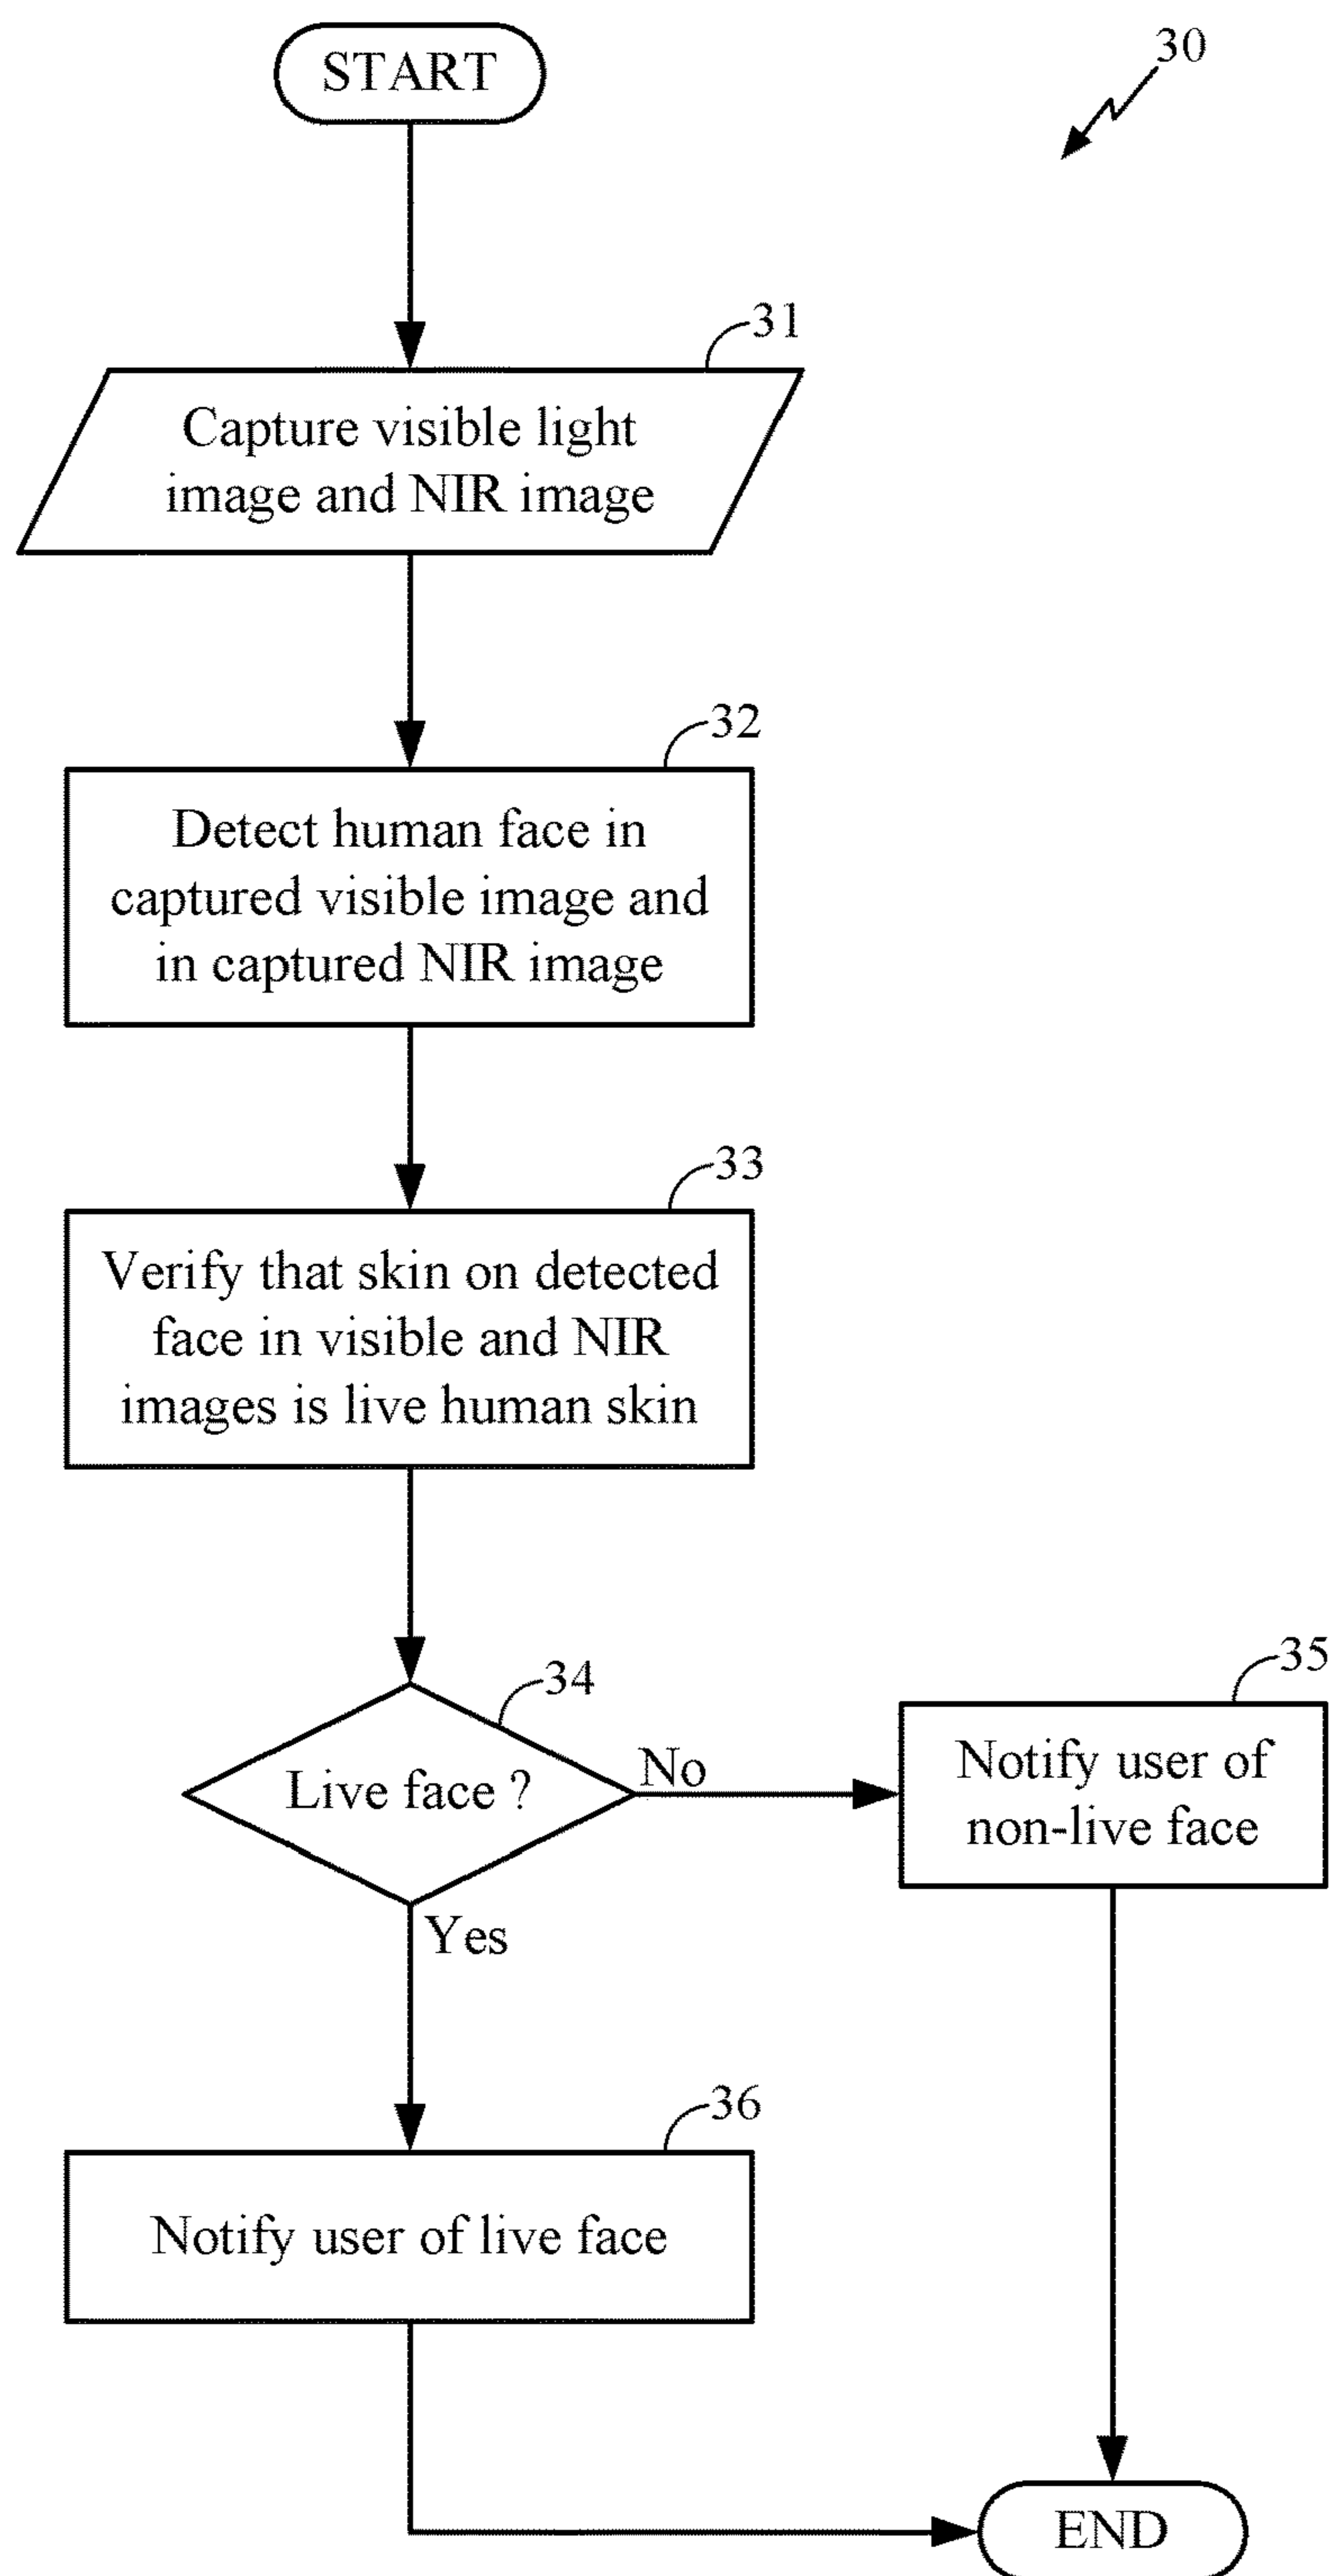 START
30
31
Capture visible light
image and NIR image
32
Detect human face in
captured visible image and
in captured NIR image
33
Verify that skin on detected
face in visible and NIR
images is live human skin
34
Live face ?
No
35
Notify user of
non-live face
Yes
36
Notify user of live face
END